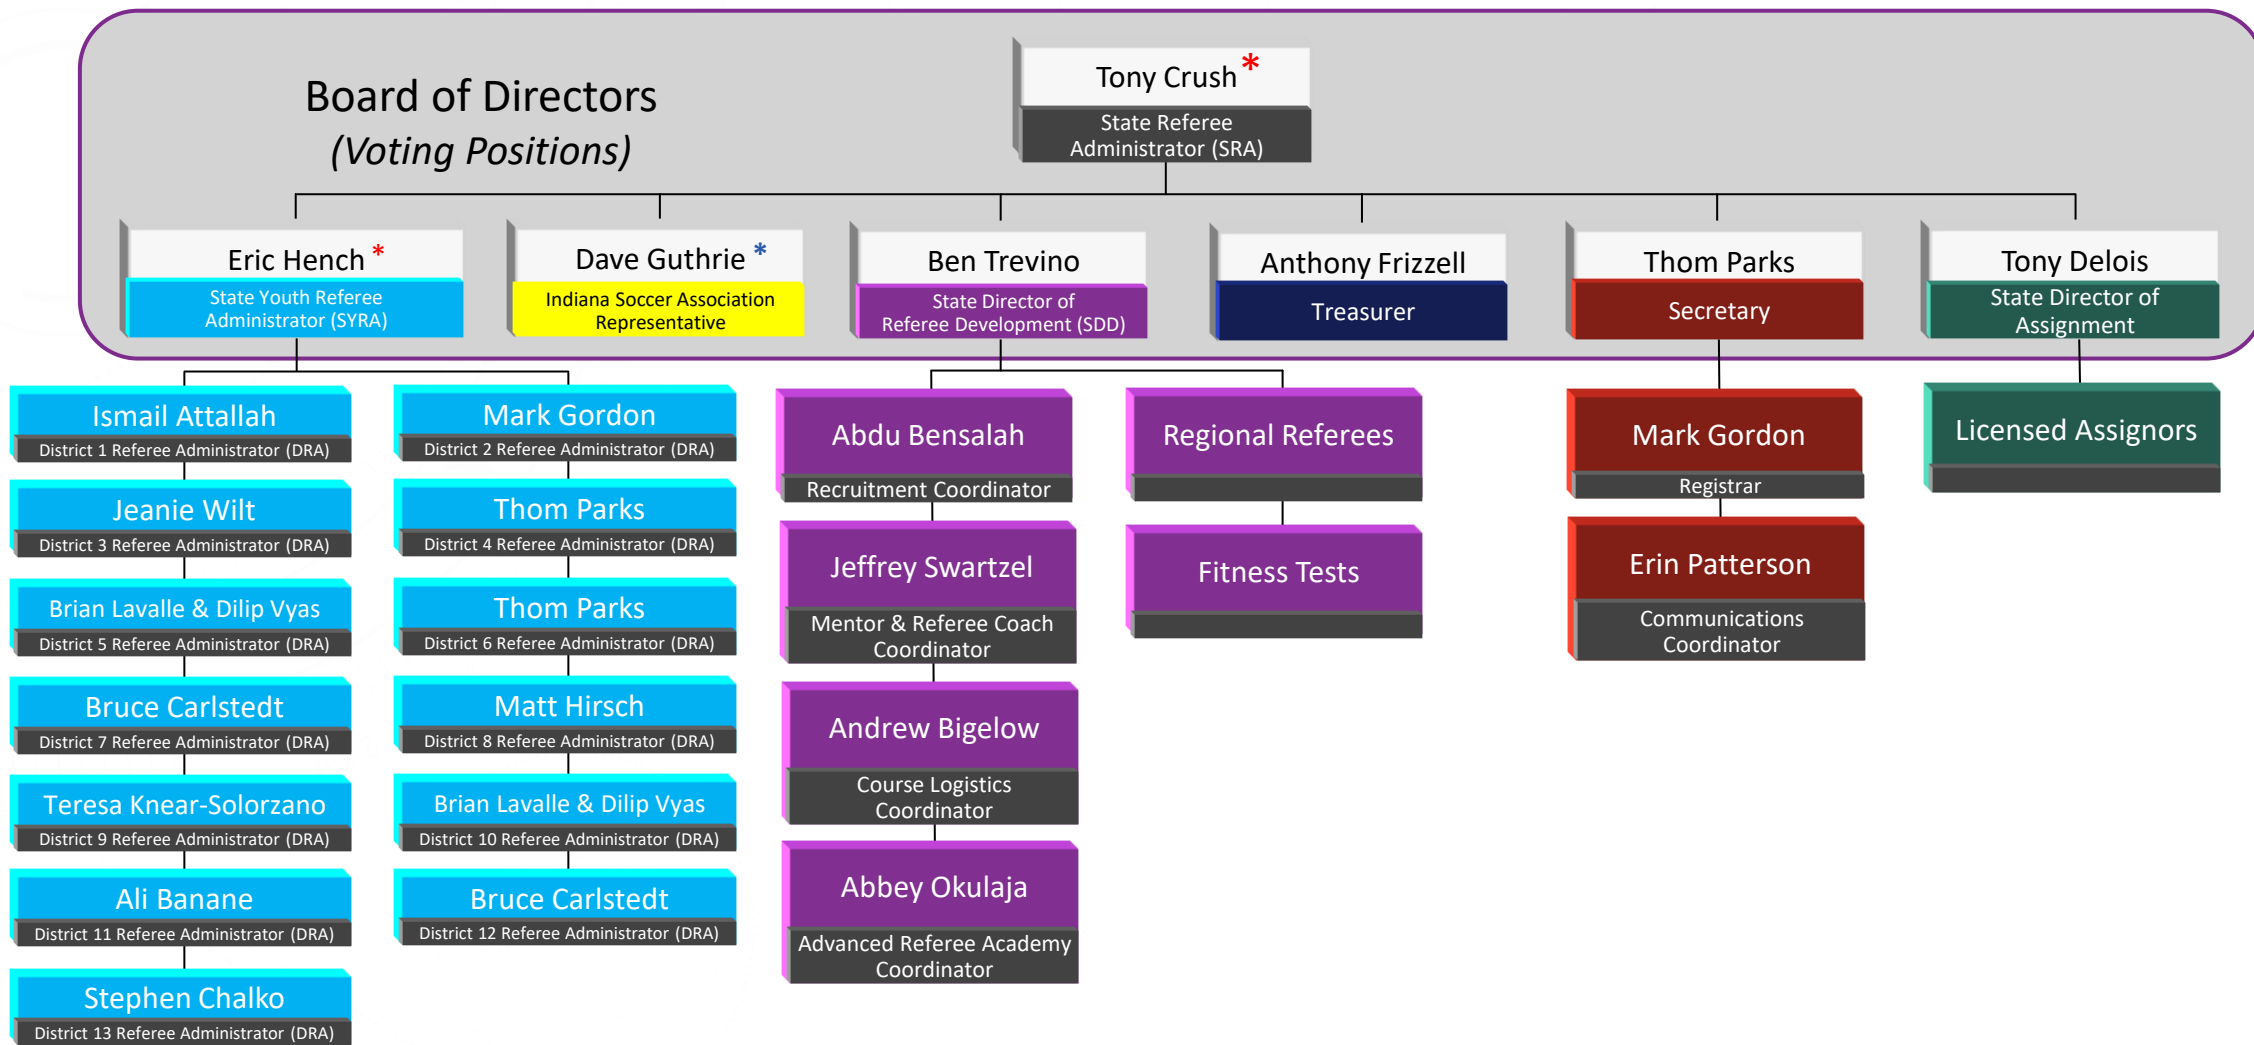 Board of Directors
(Voting Positions)
Tony Crush *
State Referee
Administrator (SRA)
Eric Hench *
State Youth Referee
Administrator (SYRA)
Dave Guthrie *
Indiana Soccer Association
Representative
Ben Trevino
State Director of
Referee Development (SDD)
Anthony Frizzell
Treasurer
Thom Parks
Secretary
Tony Delois
State Director of
Assignment
Ismail Attallah
District 1 Referee Administrator (DRA)
Jeanie Wilt
District 3 Referee Administrator (DRA)
Brian Lavalle & Dilip Vyas
District 5 Referee Administrator (DRA)
Bruce Carlstedt
District 7 Referee Administrator (DRA)
Teresa Knear-Solorzano
District 9 Referee Administrator (DRA)
Ali Banane
District 11 Referee Administrator (DRA)
Stephen Chalko
District 13 Referee Administrator (DRA)
Mark Gordon
District 2 Referee Administrator (DRA)
Thom Parks
District 4 Referee Administrator (DRA)
Thom Parks
District 6 Referee Administrator (DRA)
Matt Hirsch
District 8 Referee Administrator (DRA)
Brian Lavalle & Dilip Vyas
District 10 Referee Administrator (DRA)
Bruce Carlstedt
District 12 Referee Administrator (DRA)
Abdu Bensalah
Recruitment Coordinator
Jeffrey Swartzel
Mentor & Referee Coach
Coordinator
Andrew Bigelow
Course Logistics
Coordinator
Abbey Okulaja
Advanced Referee Academy
Coordinator
Regional Referees
Fitness Tests
Mark Gordon
Registrar
Erin Patterson
Communications
Coordinator
Licensed Assignors